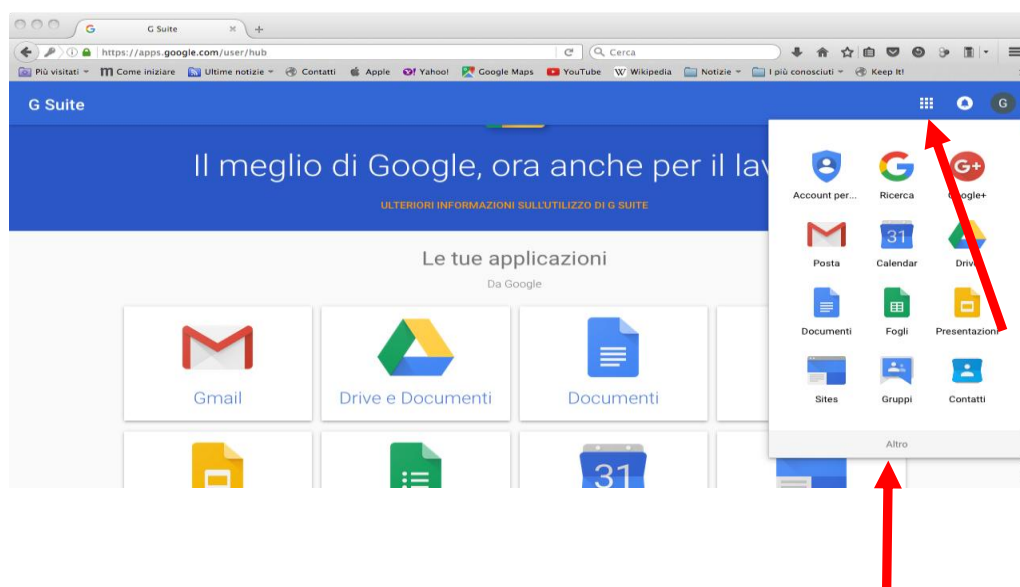 G Suite
https://apps.google.com/user/hub
Cerca
Più visitati
Come iniziare
Ultime notizie
Contatti
Apple
Yahoo!
Google Maps
YouTube
Wikipedia
Notizie
I più conosciuti
Keep It!
G Suite
G
Il meglio di Google, ora anche per il lav
ULTERIORI INFORMAZIONI SULL'UTILIZZO DI G SUITE
Le tue applicazioni
Da Google
Gmail
Drive e Documenti
Documenti
31
Account per...
Ricerca
Google+
Posta
31
Calendar
Drive
Documenti
Fogli
Presentazioni
Sites
Gruppi
Contatti
Altro